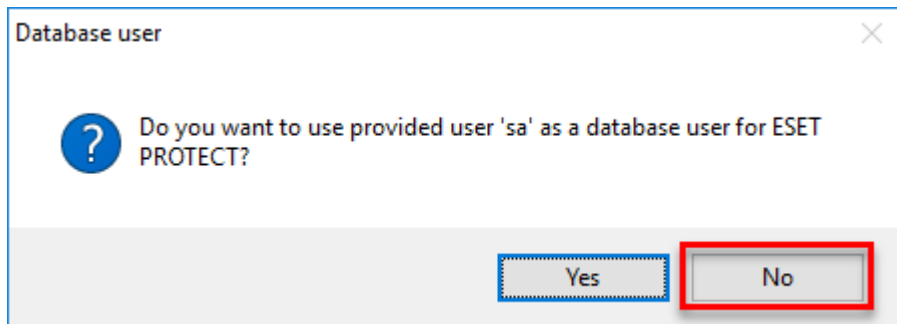 Database user
Do you want to use provided user 'sa' as a database user for ESET
PROTECT?
Yes
No